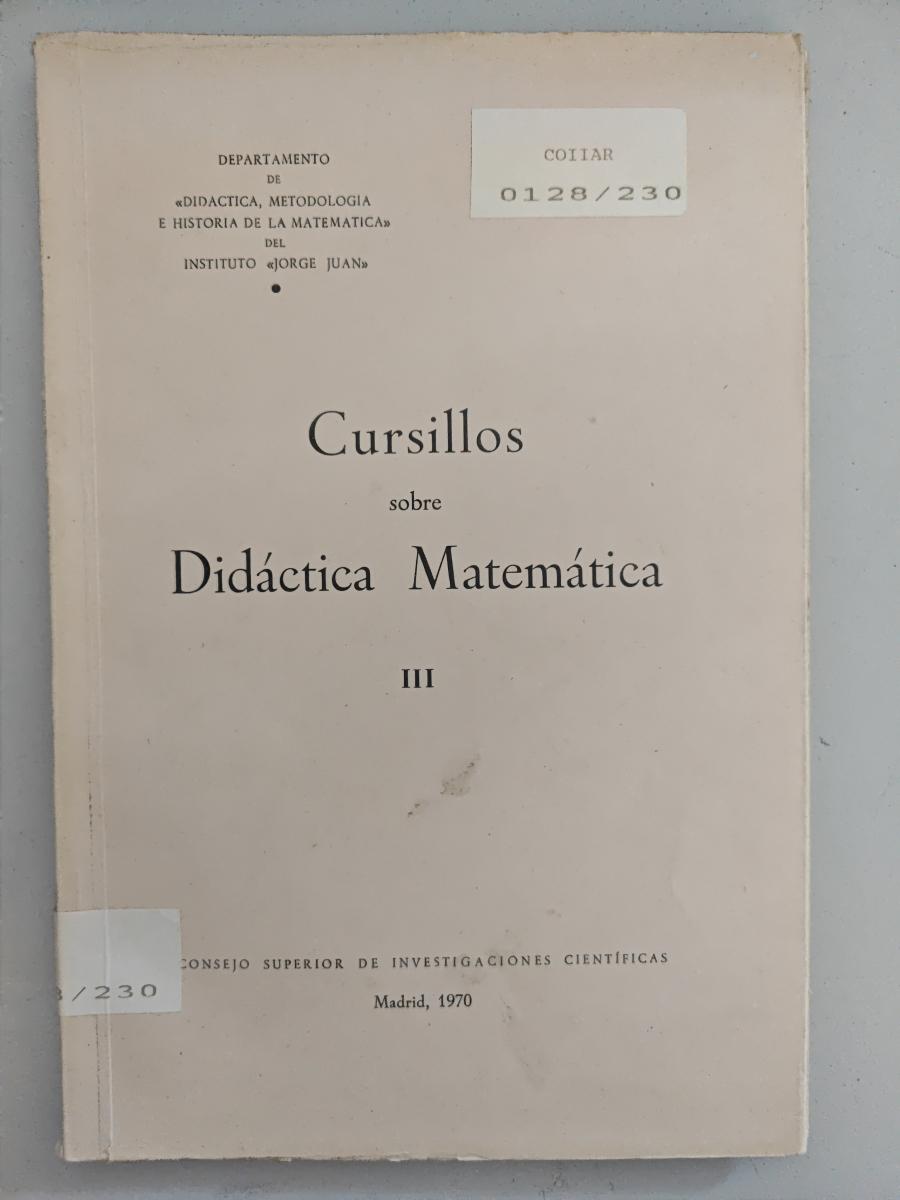 DEPARTAMENTO
DE
«DIDACTICA, METODOLOGIA
E HISTORIA DE LA MATEMATICA»
DEL
INSTITUTO «JORGE JUAN»
COIIAR
0128/230
Cursillos
sobre
Didáctica Matemática
III
CONSEJO SUPERIOR DE INVESTIGACIONES CIENTÍFICAS
/230
Madrid, 1970